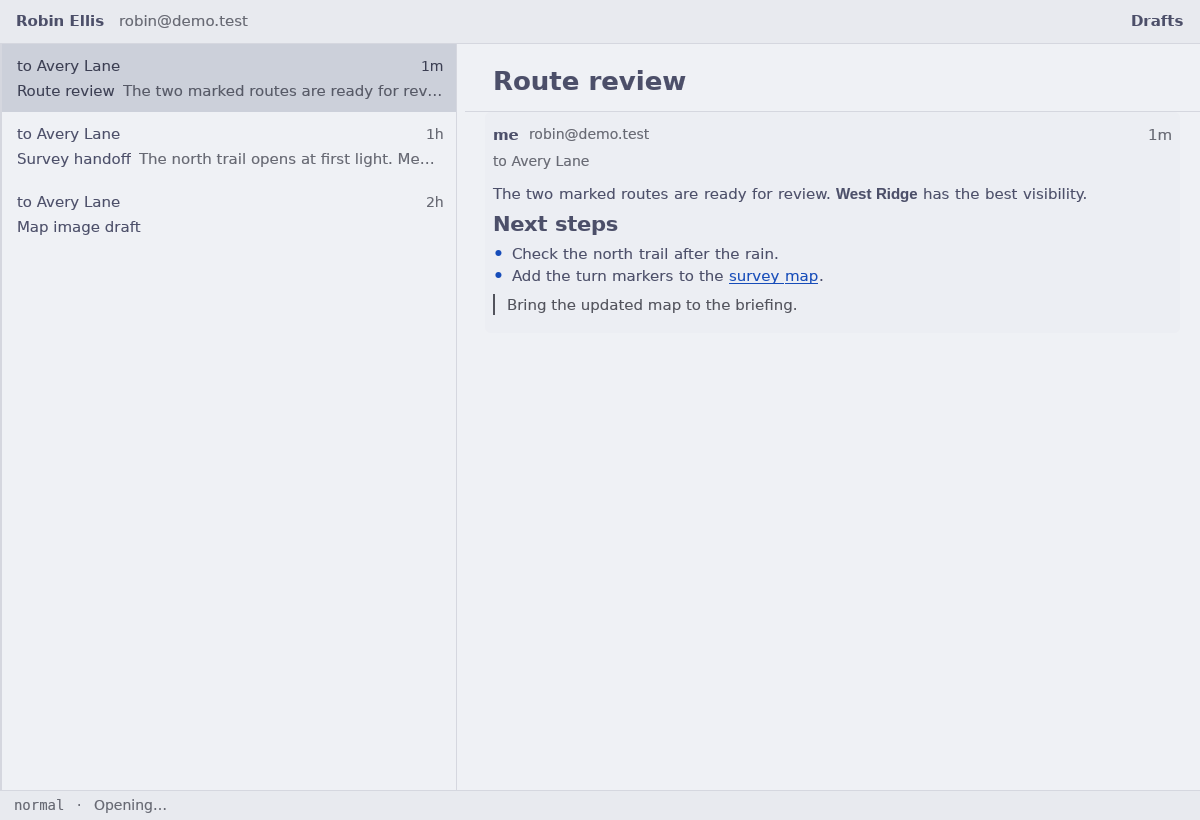 Robin Ellis robin@demo.test Drafts
to Avery Lane 1m
Route review The two marked routes are ready for rev…
to Avery Lane 1h
Survey handoff The north trail opens at first light. Me…
to Avery Lane 2h
Map image draft
Route review
me robin@demo.test 1m
to Avery Lane
The two marked routes are ready for review. West Ridge has the best visibility.
Next steps
• Check the north trail after the rain.
• Add the turn markers to the survey map.
Bring the updated map to the briefing.
normal · Opening…